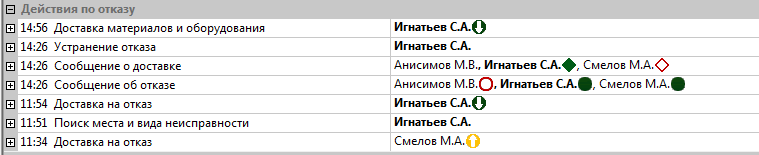 Действия по отказу
14:56 Доставка материалов и оборудования Игнатьев С.А.
14:26 Устранение отказа Игнатьев С.А.
14:26 Сообщение о доставке Анисимов М.В., Игнатьев С.А., Смелов М.А.
14:26 Сообщение об отказе Анисимов М.В., Игнатьев С.А., Смелов М.А.
11:54 Доставка на отказ Игнатьев С.А.
11:51 Поиск места и вида неисправности Игнатьев С.А.
11:34 Доставка на отказ Смелов М.А.